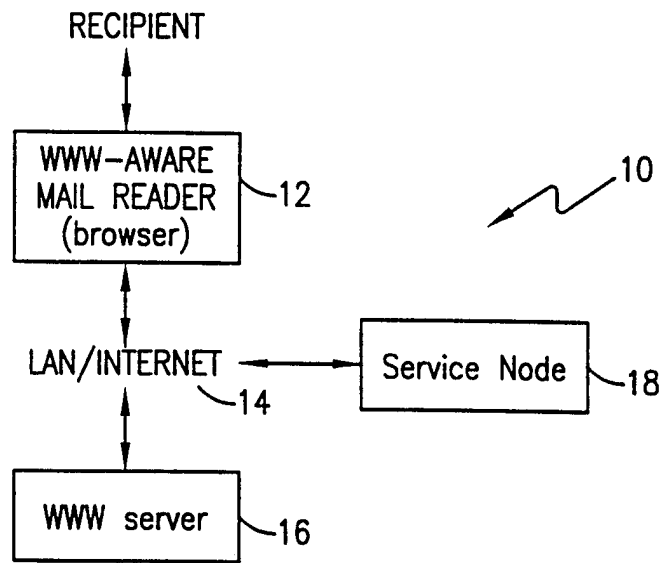 RECIPIENT
WWW-AWARE
MAIL READER
(browser)
12
10
LAN/INTERNET
14
Service Node
18
WWW server
16